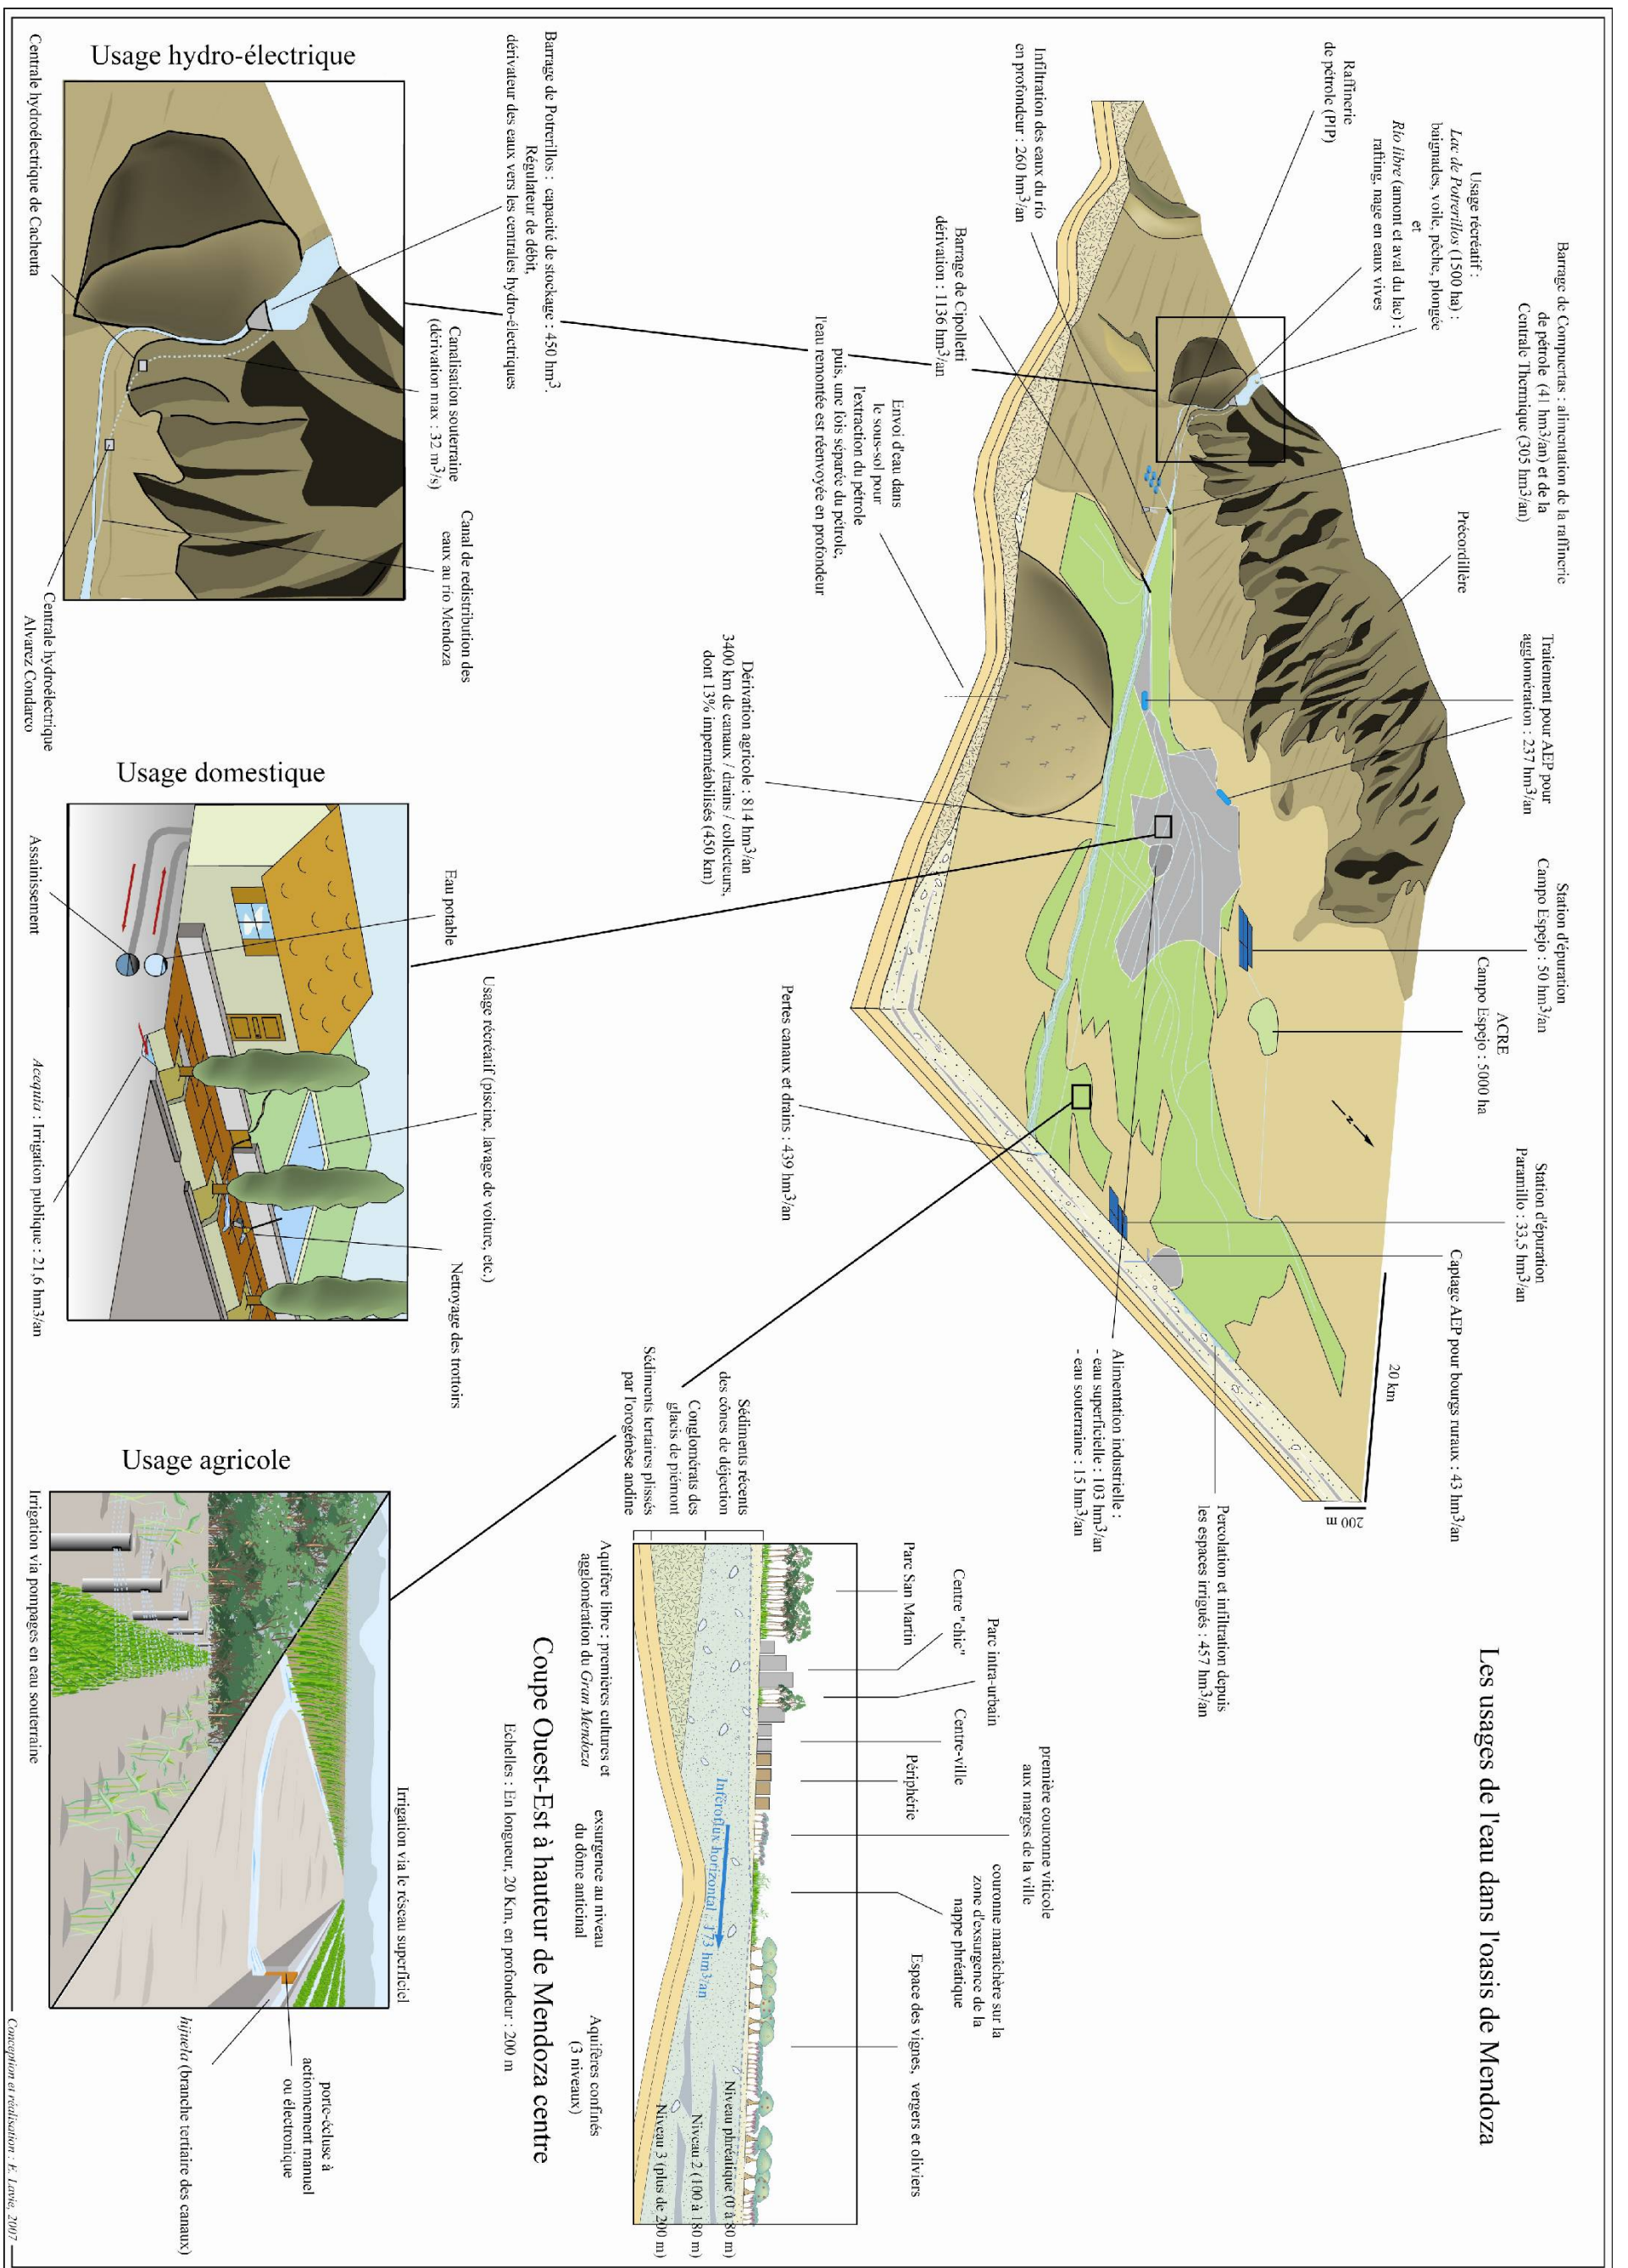 Les usages de l'eau dans l'oasis de Mendoza
Barrage de Compuertas : alimentation de la raffinerie
de pétrole (41 hm3/an) et de la
Centrale Thermique (305 hm3/an)
Usage récréatif :
Lac de Potrerillos (1500 ha) :
baignades, voile, pêche, plongée
et
Rio libre (amont et aval du lac) :
rafting, nage en eaux vives
Raffinerie
de pétrole (PIP)
Infiltration des eaux du río
en profondeur : 260 hm3/an
Barrage de Cipolletti
dérivation : 1136 hm3/an
Envoi d'eau dans
le sous-sol pour
l'extraction du pétrole
puis, une fois séparée du pétrole,
l'eau remontée est réenvoyée en profondeur
Précordillère
Traitement pour AEP pour
agglomération : 237 hm3/an
Station d'épuration
Campo Espejo : 50 hm3/an
ACRE
Campo Espejo : 5000 ha
N
Station d'épuration
Paramillo : 33,5 hm3/an
Captage AEP pour bourgs ruraux : 43 hm3/an
20 km
200 m
Percolation et infiltration depuis
les espaces irrigués : 457 hm3/an
Alimentation industrielle :
- eau superficielle : 103 hm3/an
- eau souterraine : 15 hm3/an
Dérivation agricole : 814 hm3/an
3400 km de canaux / drains / collecteurs,
dont 13% imperméabilisés (450 km)
Pertes canaux et drains : 439 hm3/an
première couronne viticole
aux marges de la ville
couronne maraîchère sur la
zone d'exsurgence de la
nappe phréatique
Parc intra-urbain
Centre "chic"
Parc San Martin
Centre-ville
Périphérie
Espace des vignes, vergers et oliviers
Sédiments récents
des cônes de déjection
Conglomérats des
glacis de piémont
Sédiments tertaires plissés
par l'orogénèse andine
Inféroflux horizontal : 173 hm3/an
Niveau phréatique (0 à 80 m)
Niveau 2 (100 à 180 m)
Niveau 3 (plus de 200 m)
Aquifère libre : premières cultures et
agglomération du Gran Mendoza
exsurgence au niveau
du dôme anticinal
Aquifères confinés
(3 niveaux)
Coupe Ouest-Est à hauteur de Mendoza centre
Echelles : En longueur, 20 Km, en profondeur : 200 m
Barrage de Potrerillos : capacité de stockage : 450 hm3.
Régulateur de débit,
dérivateur des eaux vers les centrales hydro-électriques
Canalisation souterraine
(dérivation max : 32 m3/s)
Canal de redistribution des
eaux au río Mendoza
Usage hydro-électrique
Centrale hydroélectrique de Cacheuta
Centrale hydroélectrique
Alvarez Condarco
Usage domestique
Eau potable
Usage récréatif (piscine, lavage de voiture, etc.)
Nettoyage des trottoirs
Assainissement
Acequia : Irrigation publique : 21,6 hm3/an
Usage agricole
Irrigation via le réseau superficiel
Irrigation via pompages en eau souterraine
porte-écluse à
actionnement manuel
ou électronique
hijuela (branche tertiaire des canaux)
Conception et réalisation : E. Lavie, 2007